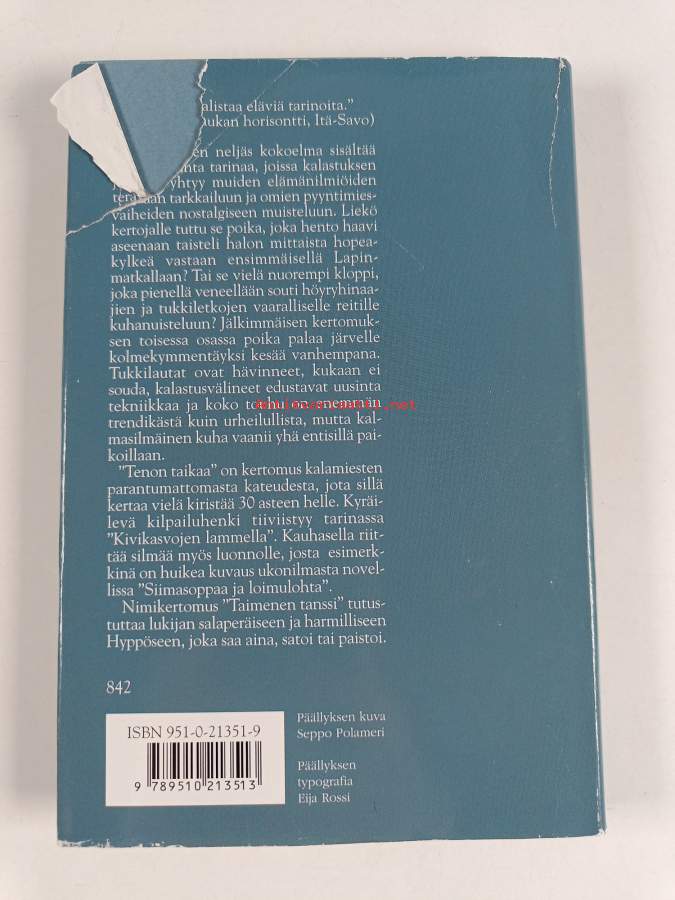 alistaa eläviä tarinoita."
aukan horisontti, Itä-Savo)
en neljäs kokoelma sisältää
nta tarinaa, joissa kalastuksen
yhtyy muiden elämänilmiöiden
tarkkailuun ja omien pyyntimies-
vaiheiden nostalgiseen muisteluun. Liekö
kertojalle tuttu se poika, joka hento haavi
aseenaan taisteli halon mittaista hopea-
kylkeä vastaan ensimmäisellä Lapin-
matkallaan? Tai se vielä nuorempi kloppi,
joka pienellä veneellään souti höyryhinaa-
jien ja tukkiletkojen vaaralliselle reitille
kuhanuisteluun? Jälkimmäisen kertomuk-
sen toisessa osassa poika palaa järvelle
kolmekymmentäyksi kesää vanhempana.
Tukkilautat ovat hävinneet, kukaan ei
souda, kalastusvälineet edustavat uusinta
tekniikkaa ja koko touhu on enemmän
trendikästä kuin urheilullista, mutta kal-
masilmäinen kuha vaanii yhä entisillä pai-
koillaan.
"Tenon taikaa" on kertomus kalamiesten
parantumattomasta kateudesta, jota sillä
kertaa vielä kiristää 30 asteen helle. Kyräi-
levä kilpailuhenki tiivistyy tarinassa
"Kivikasvojen lammella". Kauhasella riit-
tää silmää myös luonnolle, josta esimerk-
kinä on huikea kuvaus ukonilmasta novel-
lissa "Siimasoppaa ja loimulohta".
Nimikertomus "Taimenen tanssi" tutus-
tuttaa lukijan salaperäiseen ja harmilliseen
Hyppöseen, joka saa aina, satoi tai paistoi.
842
ISBN 951-0-21351-9
9 789510 213513
Päällyksen kuva
Seppo Polameri
Päällyksen
typografia
Eija Rossi